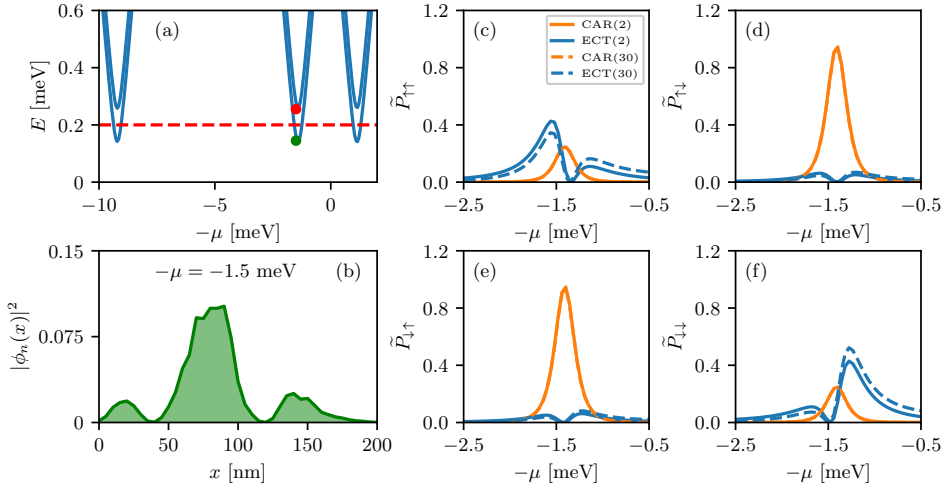 (a)
E [meV]
0.6
0.4
0.2
0.0
−10
−5
0
−μ [meV]
(c)
CAR(2)
ECT(2)
CAR(30)
ECT(30)
P̃↑↑
1.2
0.8
0.4
0.0
−2.5
−1.5
−0.5
−μ [meV]
(d)
P̃↑↓
1.2
0.8
0.4
0.0
−2.5
−1.5
−0.5
−μ [meV]
−μ = −1.5 meV
(b)
|ϕn(x)|²
0.15
0.075
0
0
50
100
150
200
x [nm]
(e)
P̃↓↑
1.2
0.8
0.4
0.0
−2.5
−1.5
−0.5
−μ [meV]
(f)
P̃↓↓
1.2
0.8
0.4
0.0
−2.5
−1.5
−0.5
−μ [meV]